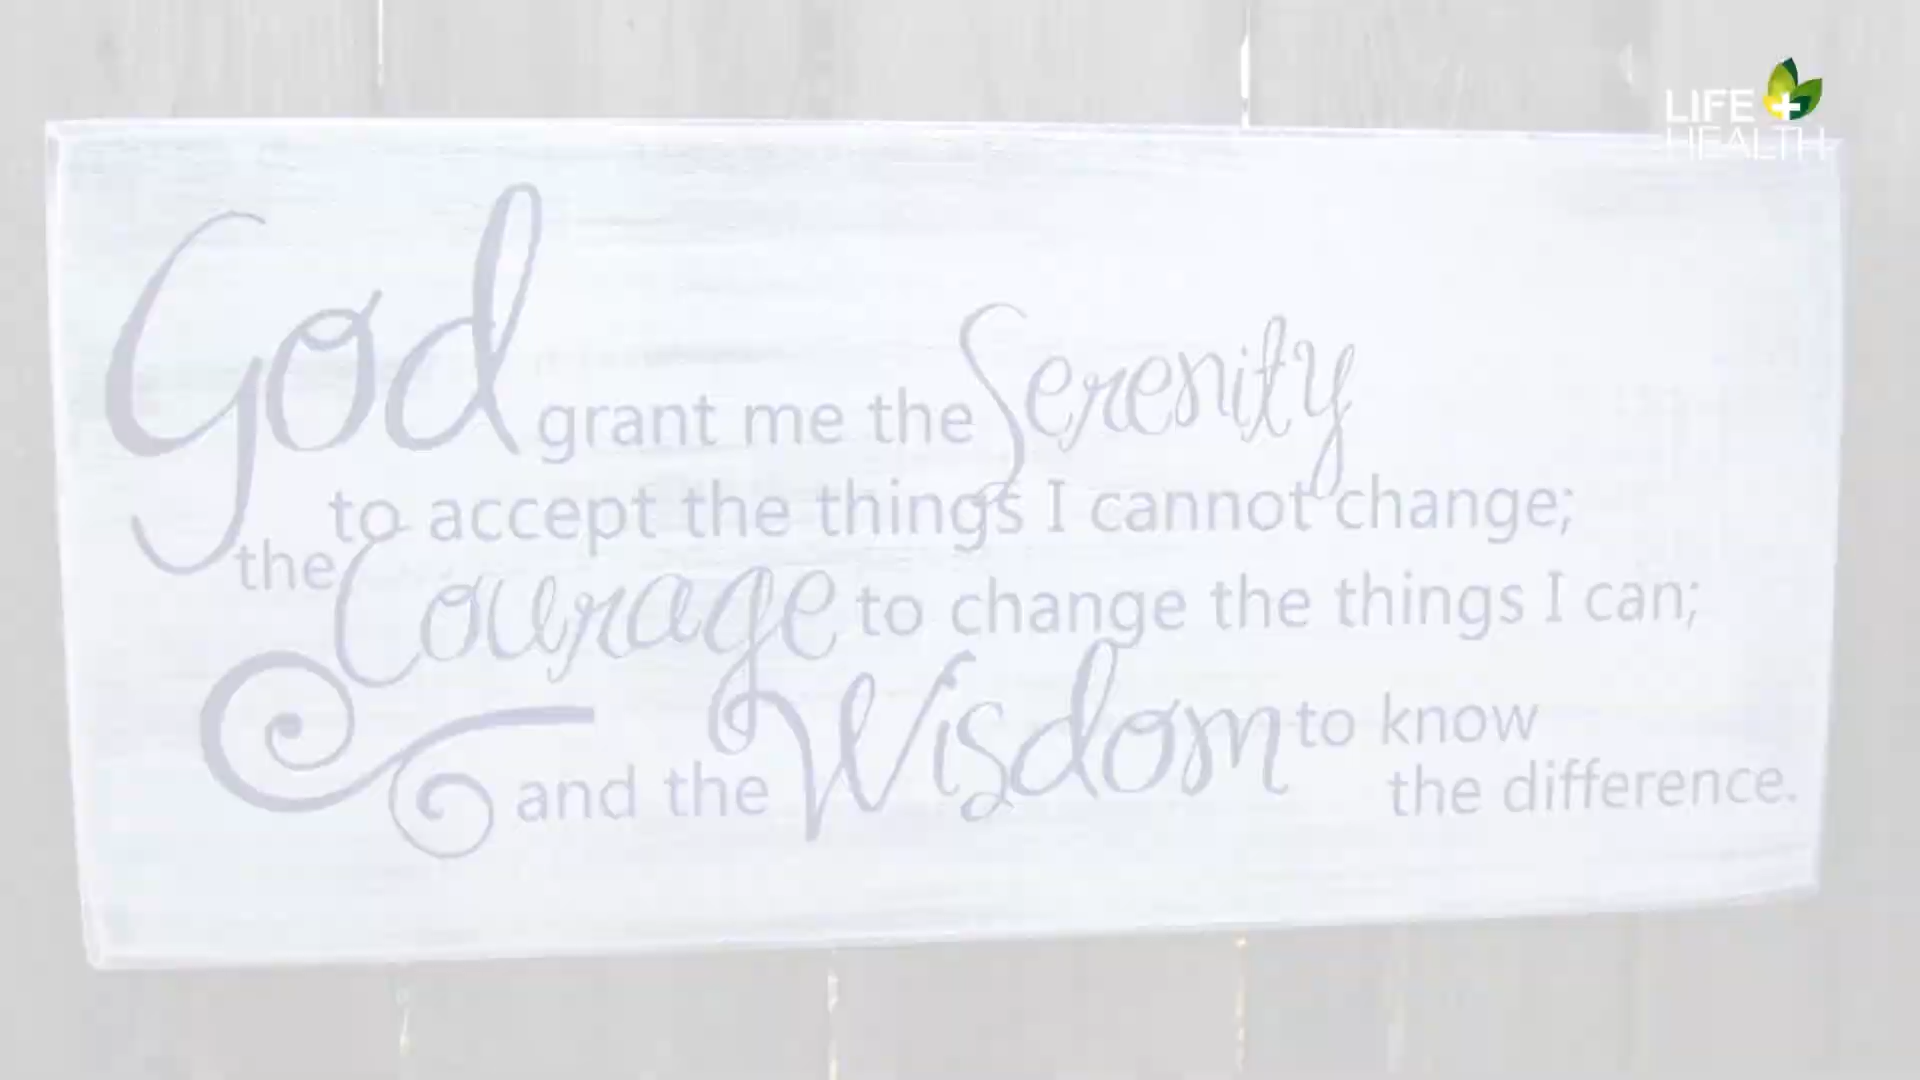 LIFE
HEALTH
God grant me the Serenity
to accept the things I cannot change;
the Courage to change the things I can;
and the Wisdom to know
the difference.